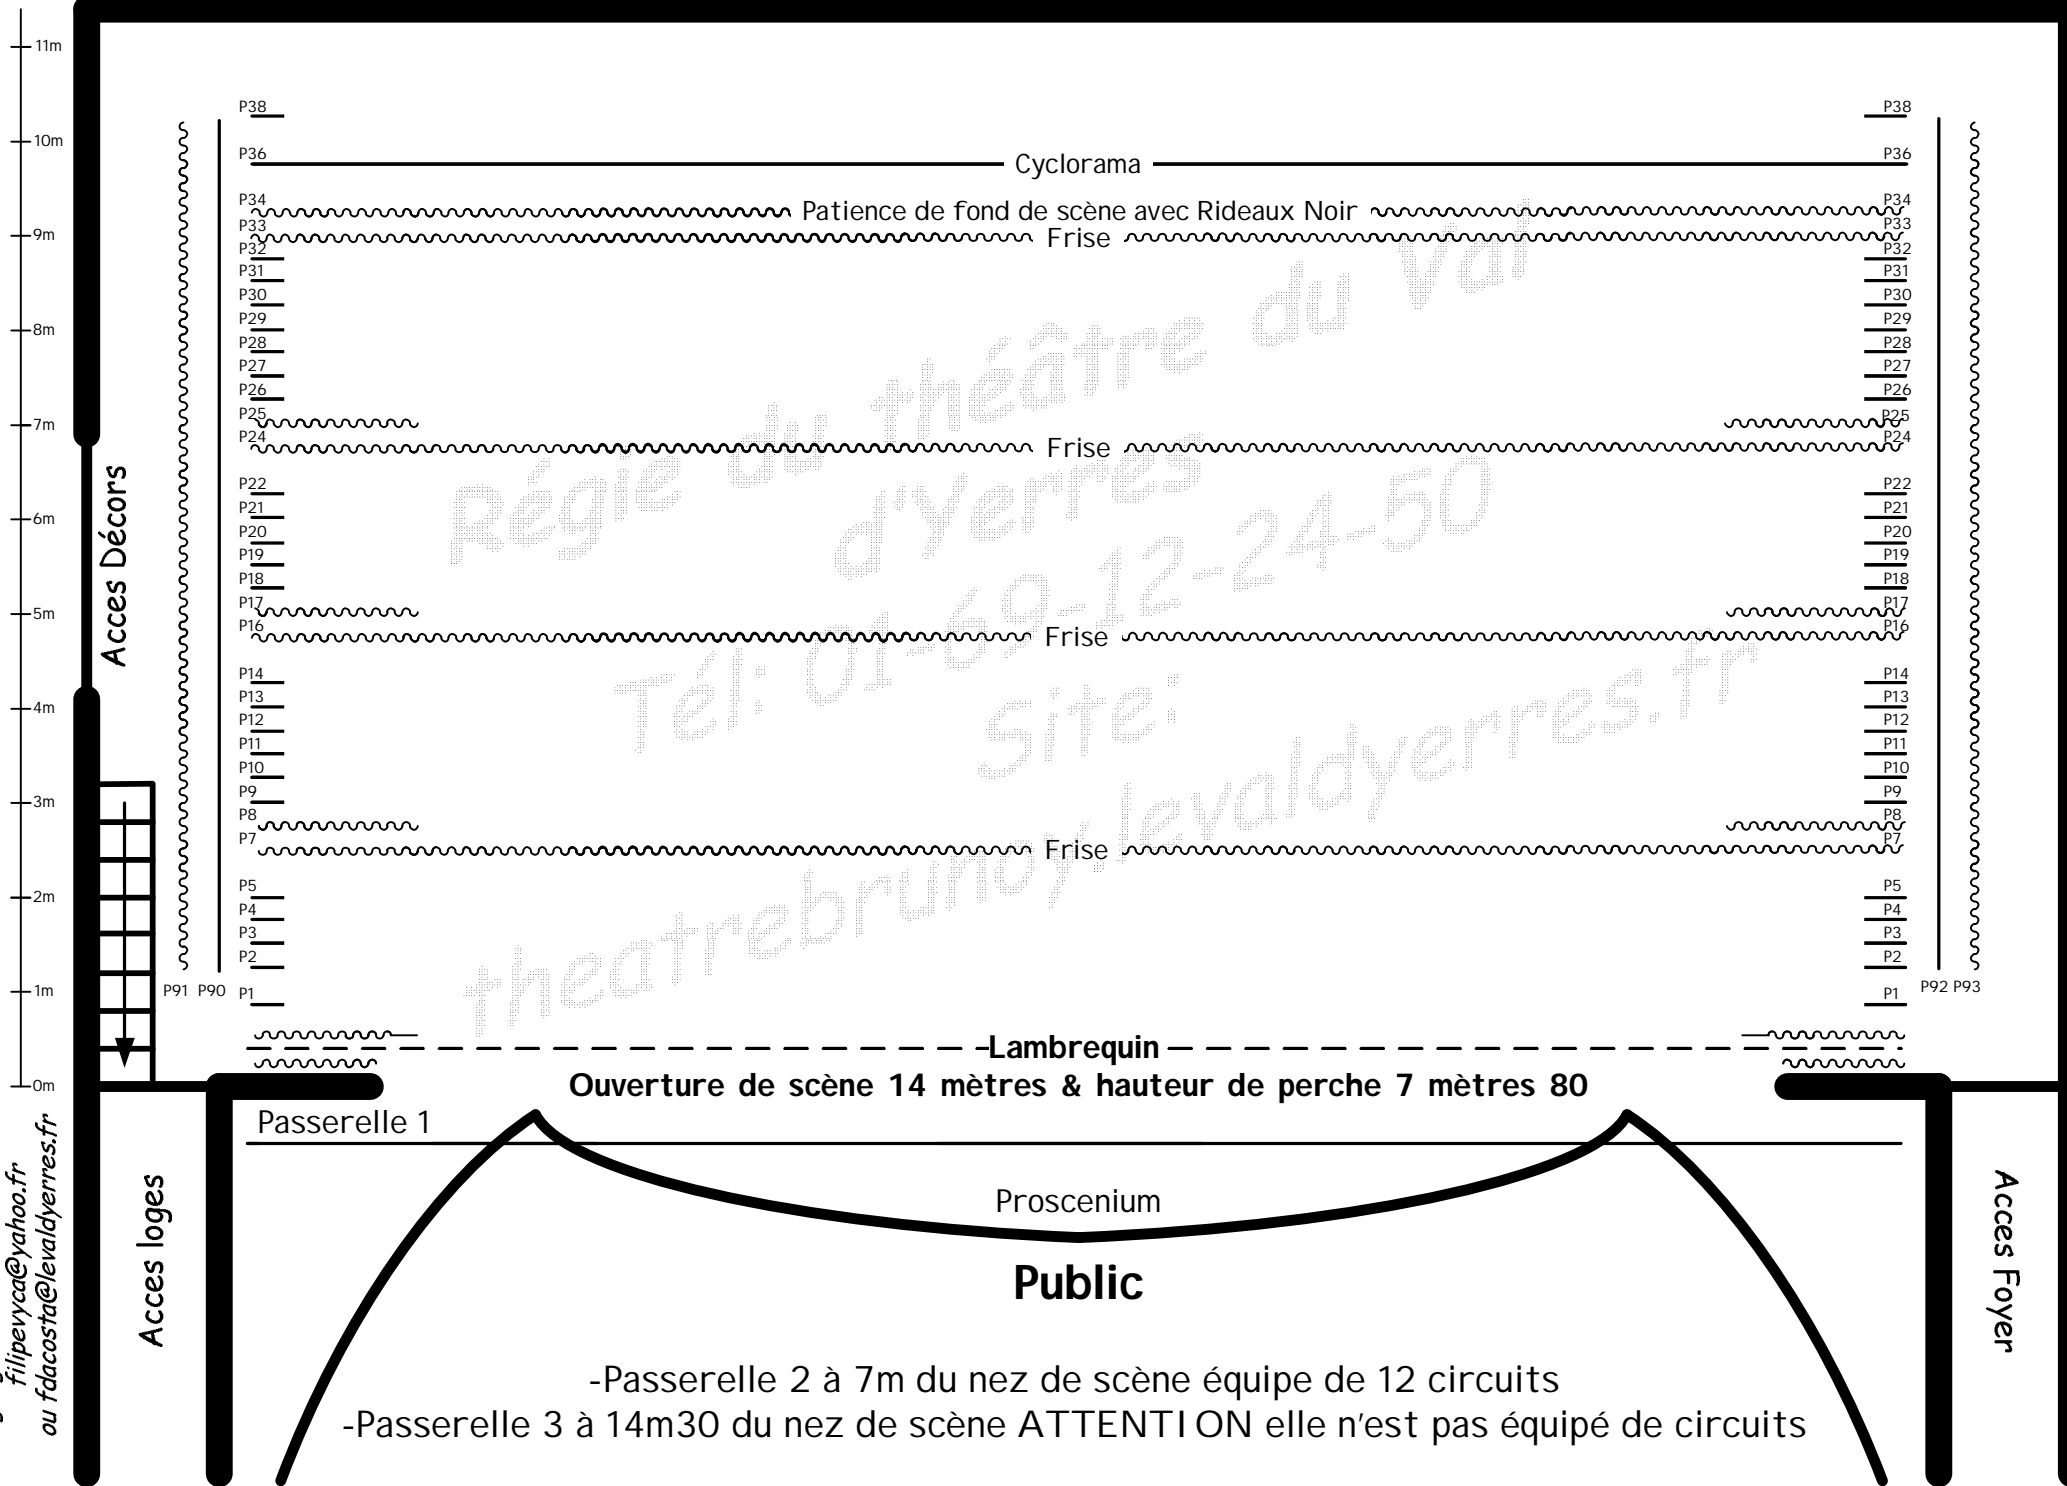 11m
10m
9m
8m
7m
6m
5m
4m
3m
2m
1m
0m
P38 P38
P36 Cyclorama P36
P34 Patience de fond de scène avec Rideaux Noir P34
P33 Frise P33
P32 P32
P31 P31
P30 P30
P29 P29
P28 P28
P27 P27
P26 P26
P25 P25
P24 Frise P24
P22 P22
P21 P21
P20 P20
P19 P19
P18 P18
P17 P17
P16 Frise P16
P14 P14
P13 P13
P12 P12
P11 P11
P10 P10
P9 P9
P8 P8
P7 Frise P7
P5 P5
P4 P4
P3 P3
P2 P2
P91 P90 P1 P1 P92 P93
Régie du théâtre du Val
d'Yerres
Tél: 01-69-12-24-50
Site:
theatrebrunoy.levaldyerres.fr
Acces Décors
Lambrequin
Ouverture de scène 14 mètres & hauteur de perche 7 mètres 80
Passerelle 1
Proscenium
Public
Acces loges
Acces Foyer
filipevyca@yahoo.fr
ou fdacosta@levaldyerres.fr
-Passerelle 2 à 7m du nez de scène équipe de 12 circuits
-Passerelle 3 à 14m30 du nez de scène ATTENTION elle n'est pas équipé de circuits